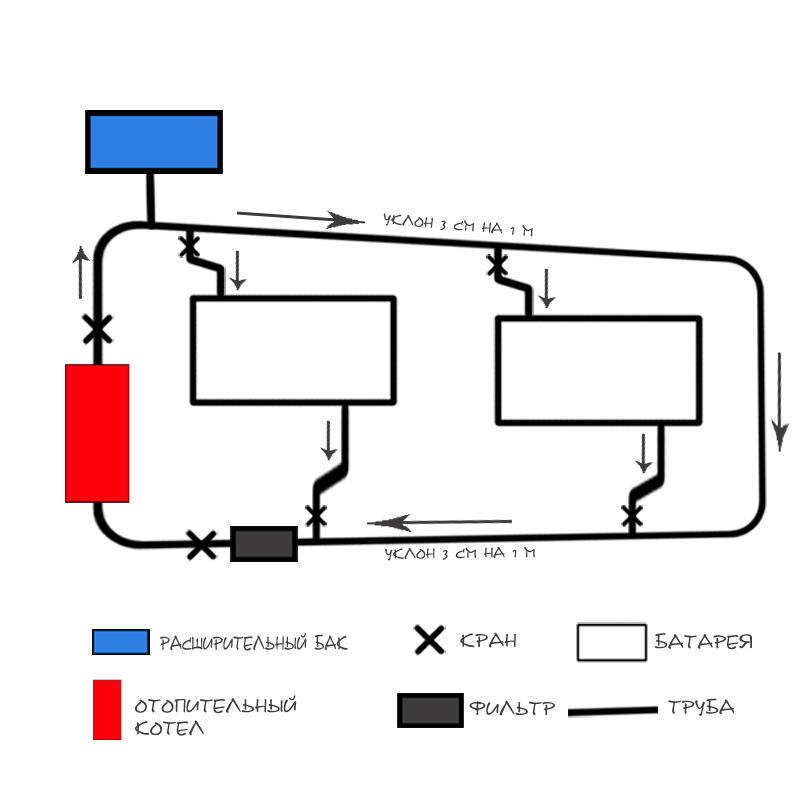 УКЛОН 3 СМ НА 1 М
УКЛОН 3 СМ НА 1 М
РАСШИРИТЕЛЬНЫЙ БАК
КРАН
БАТАРЕЯ
ОТОПИТЕЛЬНЫЙ
КОТЕЛ
ФИЛЬТР
ТРУБА